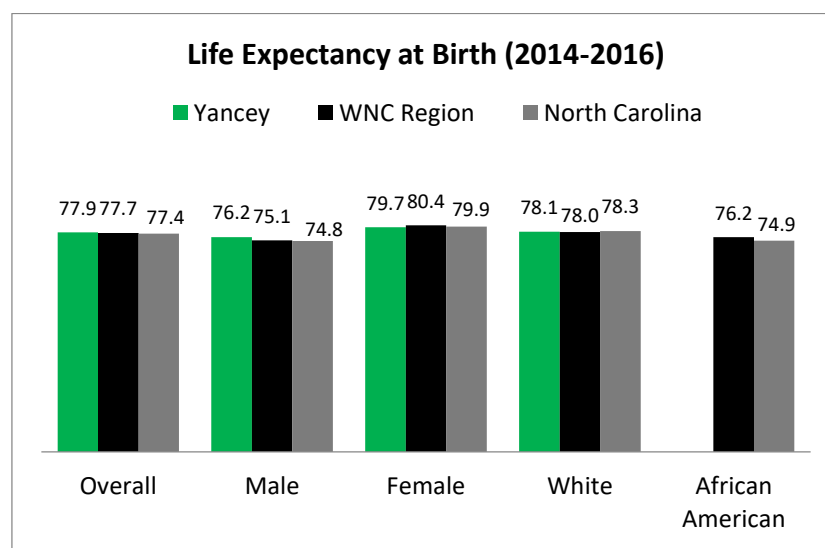 Life Expectancy at Birth (2014-2016)
Yancey WNC Region North Carolina
77.9 77.7 77.4 76.2 75.1 74.8 79.7 80.4 79.9 78.1 78.0 78.3 76.2 74.9
Overall Male Female White African
American